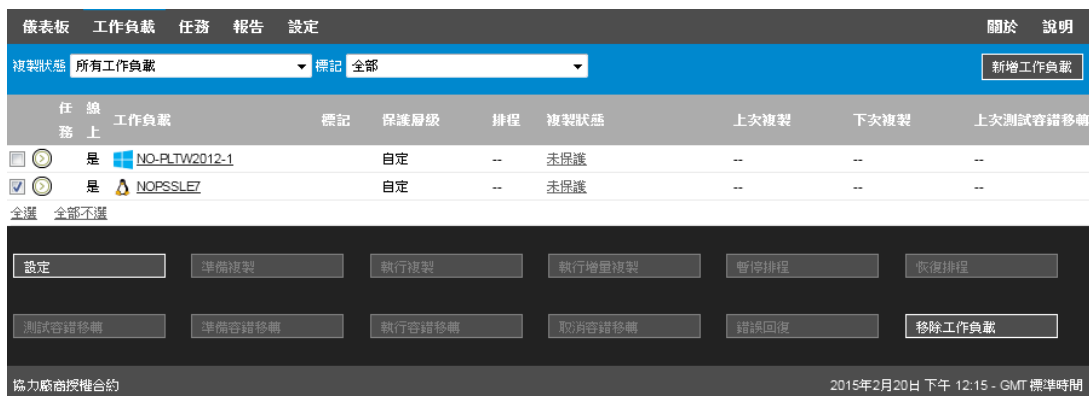 儀表板 工作負載 任務 報告 設定 關於 說明
複製狀態 所有工作負載 標記 全部 新增工作負載
任務 線上 工作負載 標記 保護層級 排程 複製狀態 上次複製 下次複製 上次測試容錯移轉
是 NO-PLTW2012-1 自定 -- 未保護 -- -- --
是 NOPSSLE7 自定 -- 未保護 -- -- --
全選 全部不選
設定 準備複製 執行複製 執行增量複製 暫停排程 恢復排程
測試容錯移轉 準備容錯移轉 執行容錯移轉 取消容錯移轉 錯誤回復 移除工作負載
協力廠商授權合約 2015年2月20日 下午 12:15 - GMT 標準時間